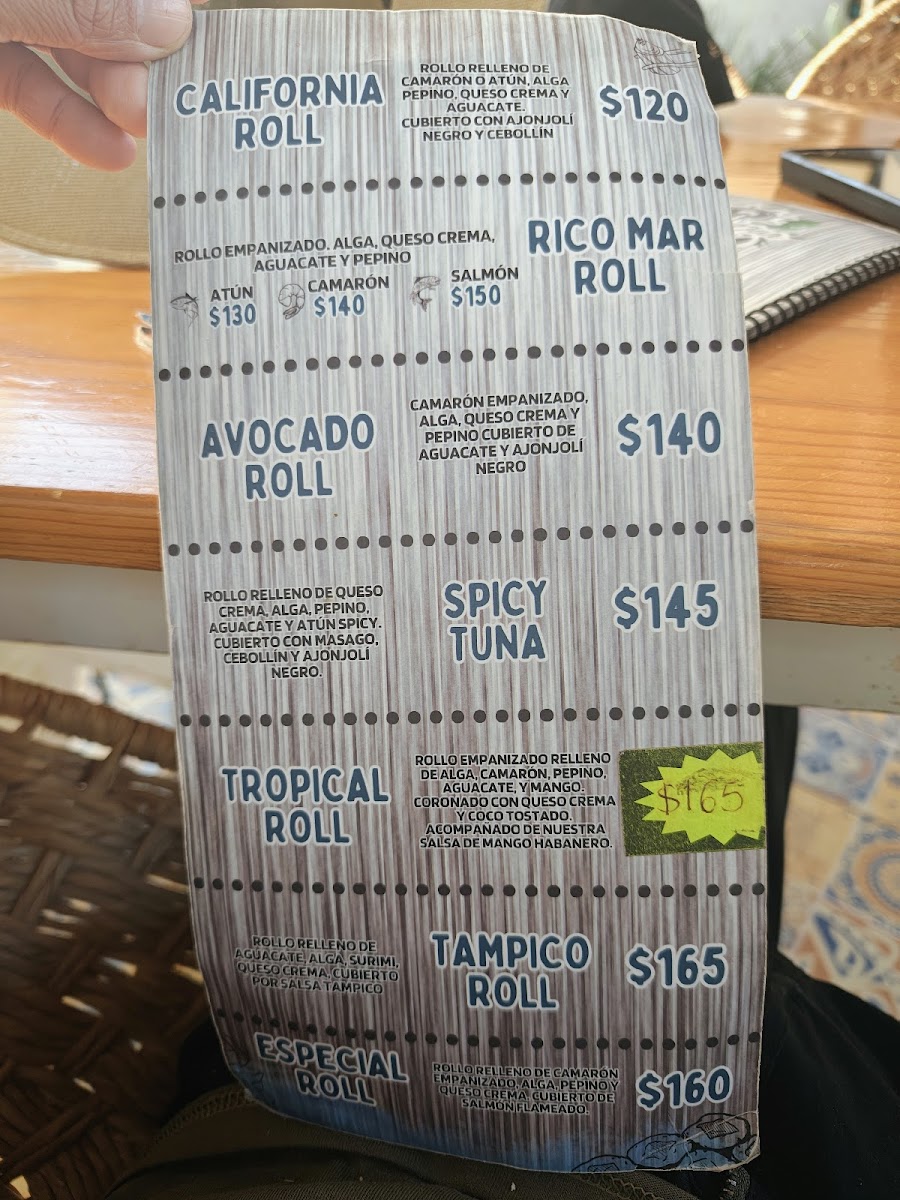 CALIFORNIA
ROLL
ROLLO RELLENO DE
CAMARÓN O ATÚN, ALGA
PEPINO, QUESO CREMA Y
AGUACATE.
CUBIERTO CON AJONJOLÍ
NEGRO Y CEBOLLÍN
$120
ROLLO EMPANIZADO. ALGA, QUESO CREMA,
AGUACATE Y PEPINO
ATÚN
$130
CAMARÓN
$140
SALMÓN
$150
RICO MAR
ROLL
AVOCADO
ROLL
CAMARÓN EMPANIZADO,
ALGA, QUESO CREMA Y
PEPINO CUBIERTO DE
AGUACATE Y AJONJOLÍ
NEGRO
$140
ROLLO RELLENO DE QUESO
CREMA, ALGA, PEPINO,
AGUACATE Y ATÚN SPICY.
CUBIERTO CON MASAGO,
CEBOLLÍN Y AJONJOLÍ
NEGRO.
SPICY
TUNA
$145
TROPICAL
ROLL
ROLLO EMPANIZADO RELLENO
DE ALGA, CAMARÓN, PEPINO,
AGUACATE, Y MANGO.
CORONADO CON QUESO CREMA
Y COCO TOSTADO.
ACOMPAÑADO DE NUESTRA
SALSA DE MANGO HABANERO.
$165
ROLLO RELLENO DE
AGUACATE, ALGA, SURIMI,
QUESO CREMA, CUBIERTO
POR SALSA TAMPICO
TAMPICO
ROLL
$165
ESPECIAL
ROLL
ROLLO RELLENO DE CAMARÓN
EMPANIZADO, ALGA, PEPINO Y
QUESO CREMA. CUBIERTO DE
SALMÓN FLAMEADO.
$160